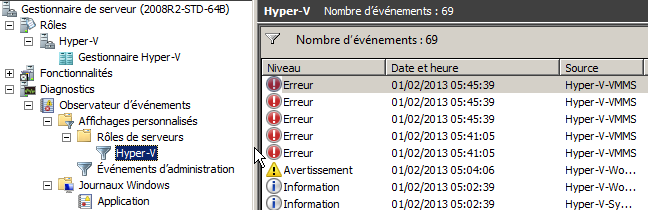 Gestionnaire de serveur (2008R2-STD-64B)
Rôles
Hyper-V
Gestionnaire Hyper-V
Fonctionnalités
Diagnostics
Observateur d'événements
Affichages personnalisés
Rôles de serveurs
Hyper-V
Événements d'administration
Journaux Windows
Application
Hyper-V Nombre d'événements : 69
Nombre d'événements : 69
Niveau Date et heure Source
Erreur 01/02/2013 05:45:39 Hyper-V-VMMS
Erreur 01/02/2013 05:45:39 Hyper-V-VMMS
Erreur 01/02/2013 05:45:39 Hyper-V-VMMS
Erreur 01/02/2013 05:41:05 Hyper-V-VMMS
Erreur 01/02/2013 05:41:05 Hyper-V-VMMS
Avertissement 01/02/2013 05:04:06 Hyper-V-Wo...
Information 01/02/2013 05:02:39 Hyper-V-Wo...
Information 01/02/2013 05:02:39 Hyper-V-Sy...